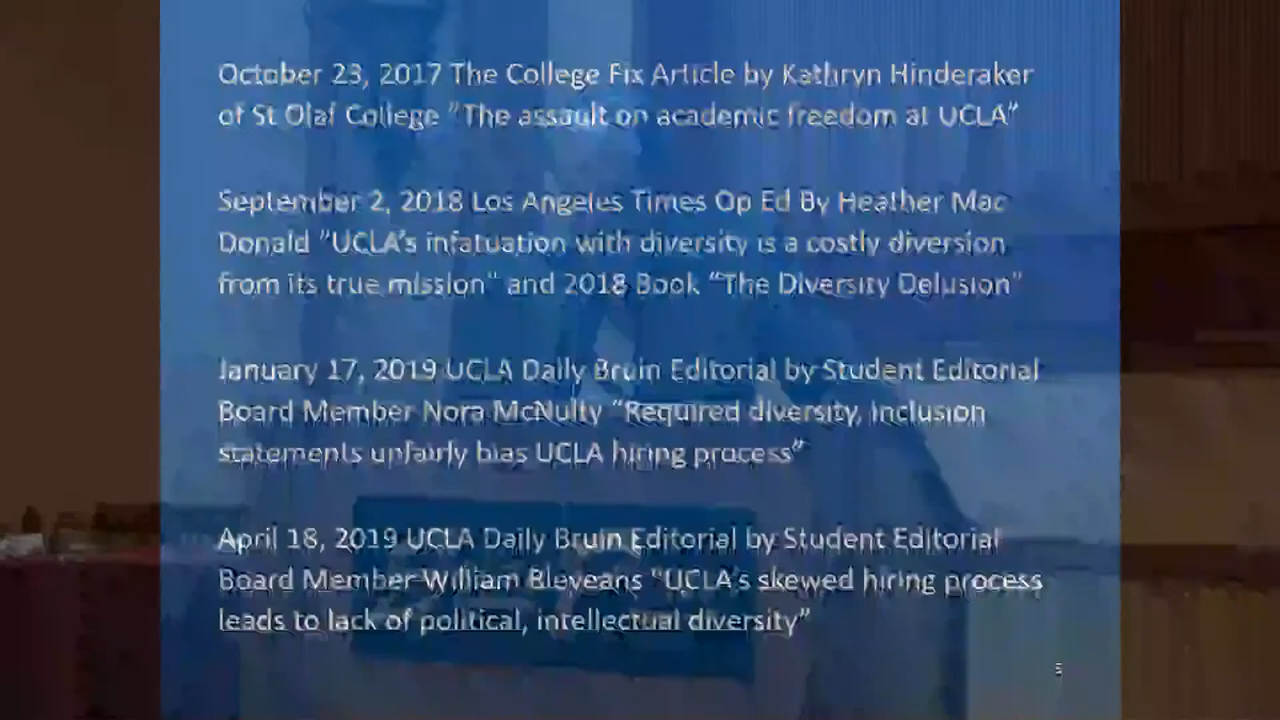 October 23, 2017 The College Fix Article by Kathryn Hinderaker
of St Olaf College "The assault on academic freedom at UCLA"
September 2, 2018 Los Angeles Times Op Ed By Heather Mac
Donald "UCLA's infatuation with diversity is a costly diversion
from its true mission" and 2018 Book "The Diversity Delusion"
January 17, 2019 UCLA Daily Bruin Editorial by Student Editorial
Board Member Nora McNulty "Required diversity, inclusion
statements unfairly bias UCLA hiring process"
April 18, 2019 UCLA Daily Bruin Editorial by Student Editorial
Board Member William Bleveans "UCLA's skewed hiring process
leads to lack of political, intellectual diversity"
5